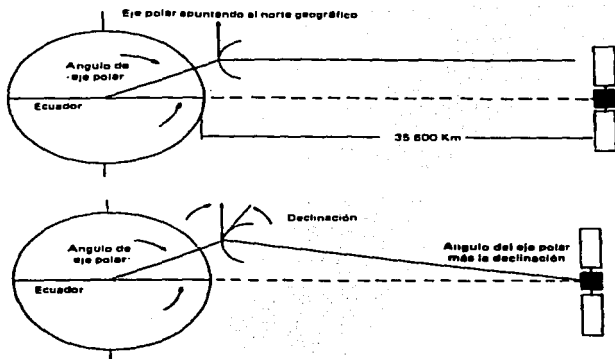 Eje polar apuntando al norte geográfico
Angulo de
eje polar
Ecuador
35 600 Km
Declinación
Angulo de
eje polar
Ecuador
Angulo del eje polar
más la declinación